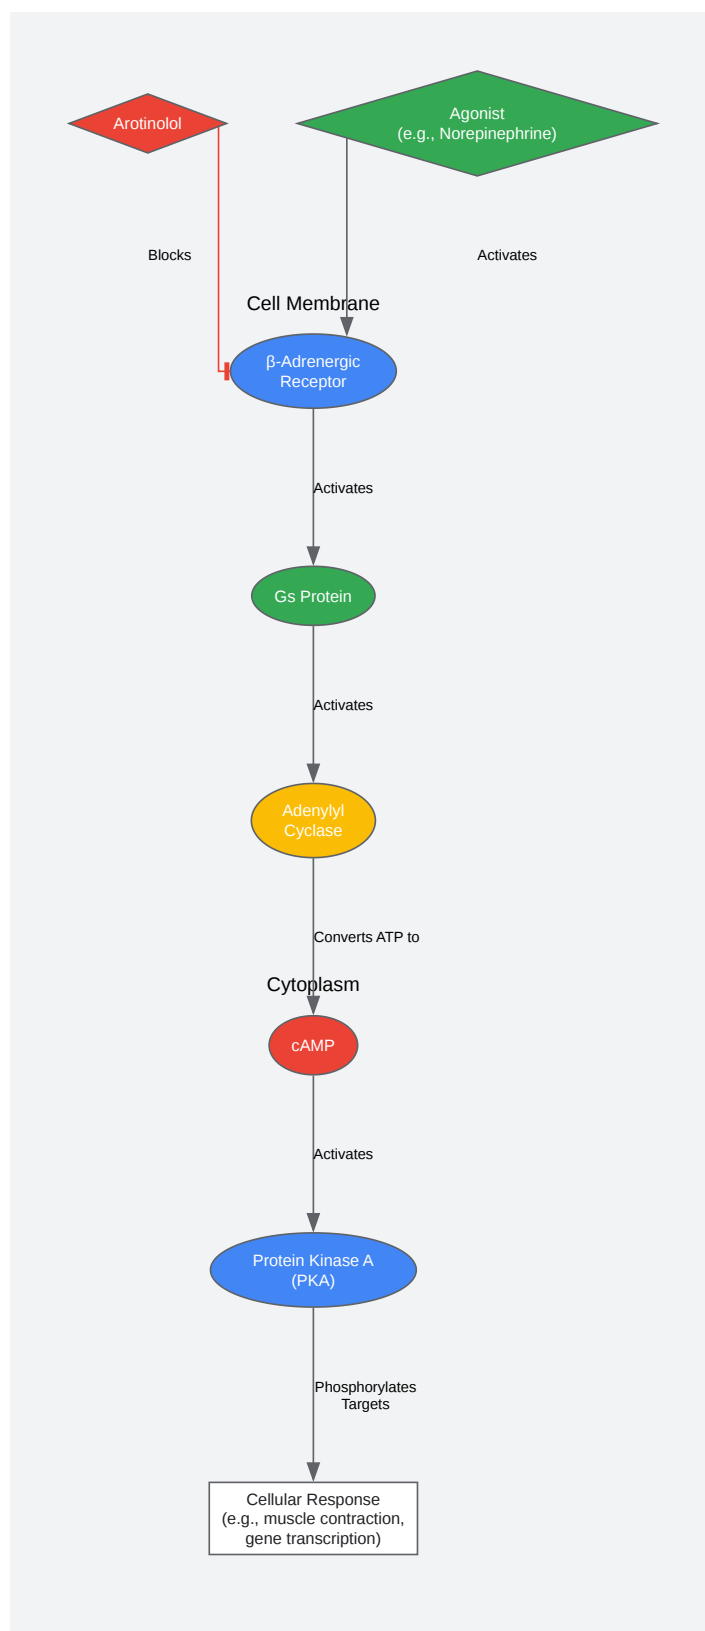 Arotinolol
Agonist
(e.g., Norepinephrine)
Blocks
Activates
Cell Membrane
β-Adrenergic
Receptor
Activates
Gs Protein
Activates
Adenylyl
Cyclase
Converts ATP to
Cytoplasm
cAMP
Activates
Protein Kinase A
(PKA)
Phosphorylates
Targets
Cellular Response
(e.g., muscle contraction,
gene transcription)